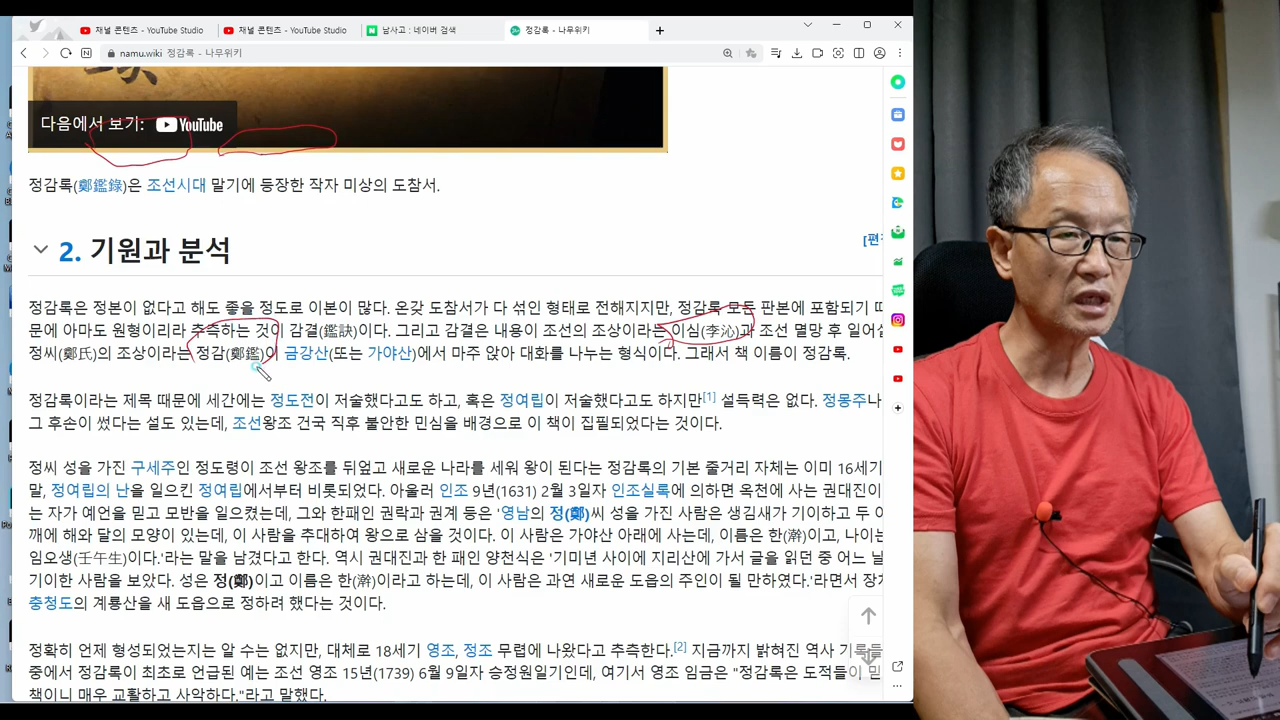 채널 콘텐츠 - YouTube Studio
채널 콘텐츠 - YouTube Studio
남사고 : 네이버 검색
정감록 - 나무위키
namu.wiki 정감록 - 나무위키
다음에서 보기: YouTube
정감록(鄭鑑錄)은 조선시대 말기에 등장한 작자 미상의 도참서.
2. 기원과 분석
[편
정감록은 정본이 없다고 해도 좋을 정도로 이본이 많다. 온갖 도참서가 다 섞인 형태로 전해지지만, 정감록 모든 판본에 포함되기 때
문에 아마도 원형이리라 추측하는 것이 감결(鑑訣)이다. 그리고 감결은 내용이 조선의 조상이라는 이심(李沁)과 조선 멸망 후 일어설
정씨(鄭氏)의 조상이라는 정감(鄭鑑)이 금강산(또는 가야산)에서 마주 앉아 대화를 나누는 형식이다. 그래서 책 이름이 정감록.
정감록이라는 제목 때문에 세간에는 정도전이 저술했다고도 하고, 혹은 정여립이 저술했다고도 하지만[1] 설득력은 없다. 정몽주나
그 후손이 썼다는 설도 있는데, 조선왕조 건국 직후 불안한 민심을 배경으로 이 책이 집필되었다는 것이다.
정씨 성을 가진 구세주인 정도령이 조선 왕조를 뒤엎고 새로운 나라를 세워 왕이 된다는 정감록의 기본 줄거리 자체는 이미 16세기
말, 정여립의 난을 일으킨 정여립에서부터 비롯되었다. 아울러 인조 9년(1631) 2월 3일자 인조실록에 의하면 옥천에 사는 권대진이
는 자가 예언을 믿고 모반을 일으켰는데, 그와 한패인 권락과 권계 등은 '영남의 정(鄭)씨 성을 가진 사람은 생김새가 기이하고 두 어
깨에 해와 달의 모양이 있는데, 이 사람을 추대하여 왕으로 삼을 것이다. 이 사람은 가야산 아래에 사는데, 이름은 한(澣)이고, 나이는
임오생(壬午生)이다.'라는 말을 남겼다고 한다. 역시 권대진과 한 패인 양천식은 '기미년 사이에 지리산에 가서 글을 읽던 중 어느 날
기이한 사람을 보았다. 성은 정(鄭)이고 이름은 한(澣)이라고 하는데, 이 사람은 과연 새로운 도읍의 주인이 될 만하였다.'라면서 장차
충청도의 계룡산을 새 도읍으로 정하려 했다는 것이다.
정확히 언제 형성되었는지는 알 수는 없지만, 대체로 18세기 영조, 정조 무렵에 나왔다고 추측한다.[2] 지금까지 밝혀진 역사 기록들
중에서 정감록이 최초로 언급된 예는 조선 영조 15년(1739) 6월 9일자 승정원일기인데, 여기서 영조 임금은 "정감록은 도적들이 믿
책이니 매우 교활하고 사악하다."라고 말했다.